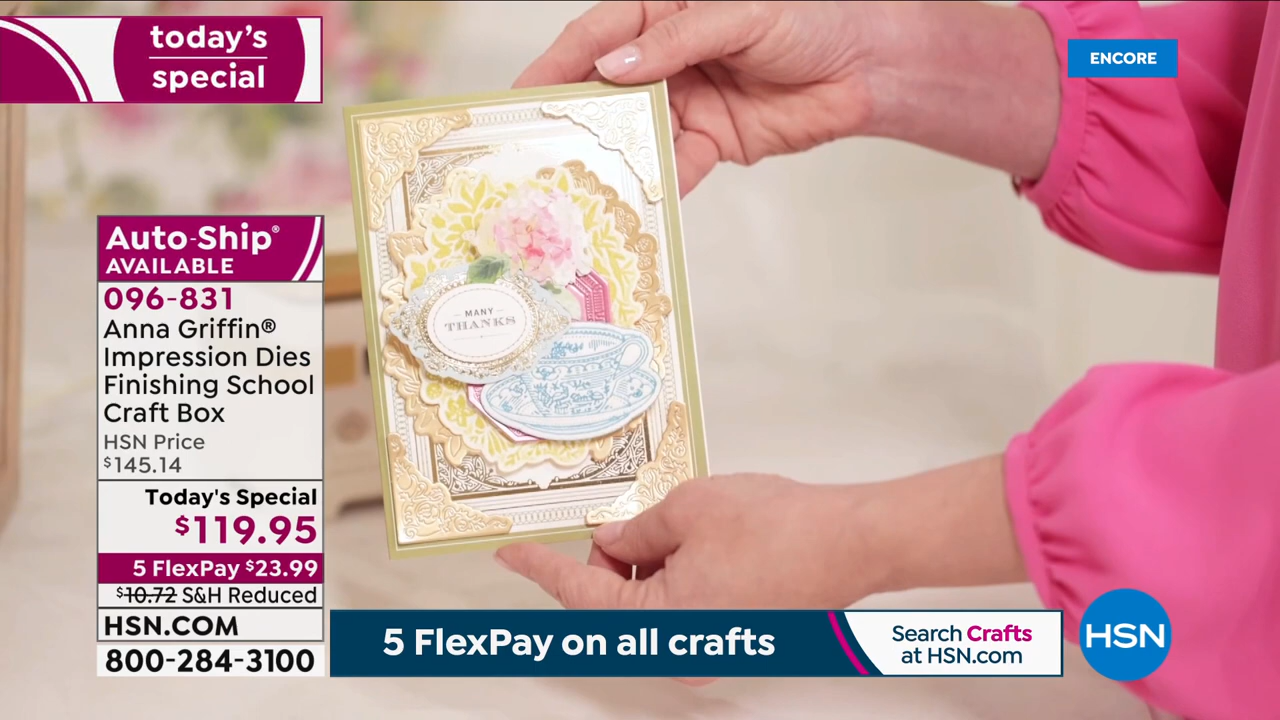 today's
special
ENCORE
Auto-Ship®
AVAILABLE
096-831
Anna Griffin®
Impression Dies
Finishing School
Craft Box
HSN Price
$145.14
Today's Special
$119.95
5 FlexPay $23.99
$10.72 S&H Reduced
HSN.COM
800-284-3100
MANY
THANKS
5 FlexPay on all crafts
Search Crafts
at HSN.com
HSN